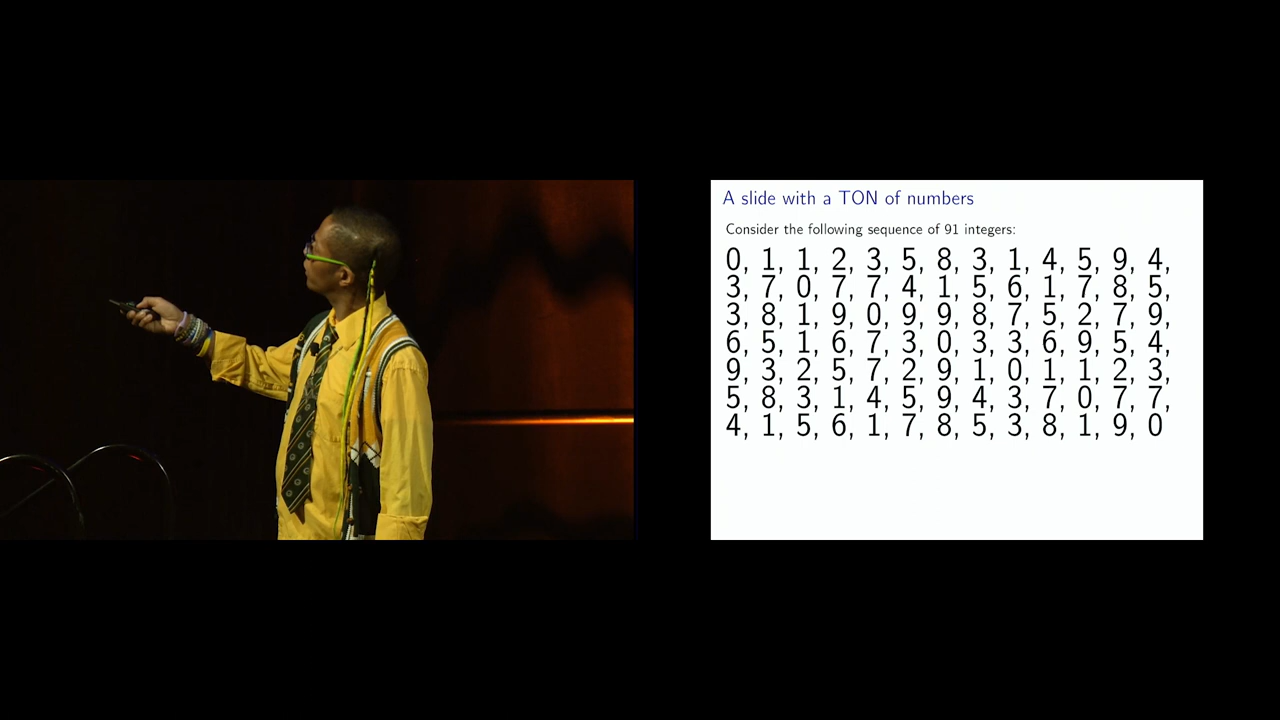 A slide with a TON of numbers
Consider the following sequence of 91 integers:
0, 1, 1, 2, 3, 5, 8, 3, 1, 4, 5, 9, 4,
3, 7, 0, 7, 7, 4, 1, 5, 6, 1, 7, 8, 5,
3, 8, 1, 9, 0, 9, 9, 8, 7, 5, 2, 7, 9,
6, 5, 1, 6, 7, 3, 0, 3, 3, 6, 9, 5, 4,
9, 3, 2, 5, 7, 2, 9, 1, 0, 1, 1, 2, 3,
5, 8, 3, 1, 4, 5, 9, 4, 3, 7, 0, 7, 7,
4, 1, 5, 6, 1, 7, 8, 5, 3, 8, 1, 9, 0